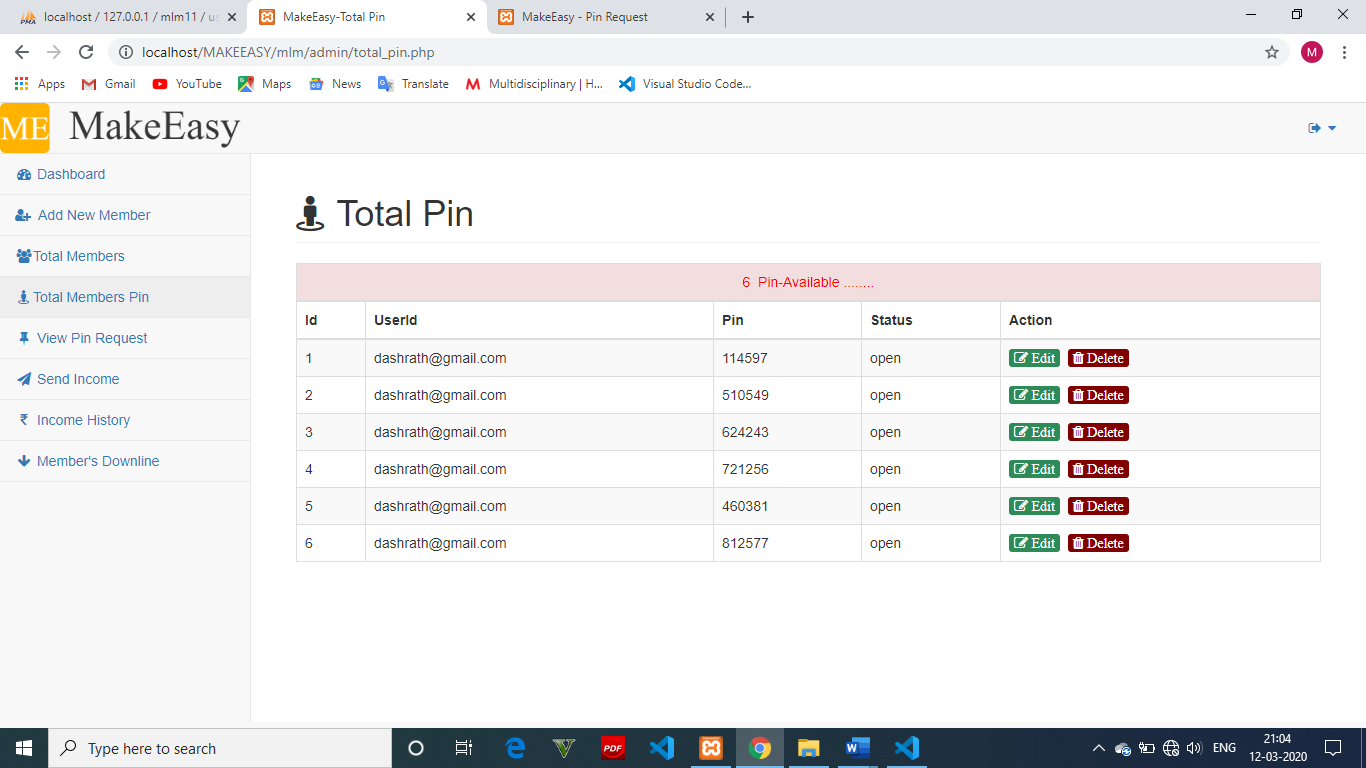 localhost / 127.0.0.1 / mlm11 / us
MakeEasy-Total Pin
MakeEasy - Pin Request
localhost/MAKEEASY/mlm/admin/total_pin.php
M
Apps Gmail YouTube Maps News Translate Multidisciplinary | H... Visual Studio Code...
ME MakeEasy
Dashboard
Add New Member
Total Members
Total Members Pin
View Pin Request
Send Income
Income History
Member's Downline
Total Pin
6 Pin-Available ........
Id UserId Pin Status Action
1 dashrath@gmail.com 114597 open Edit Delete
2 dashrath@gmail.com 510549 open Edit Delete
3 dashrath@gmail.com 624243 open Edit Delete
4 dashrath@gmail.com 721256 open Edit Delete
5 dashrath@gmail.com 460381 open Edit Delete
6 dashrath@gmail.com 812577 open Edit Delete
Type here to search
PDF
ENG
21:04
12-03-2020